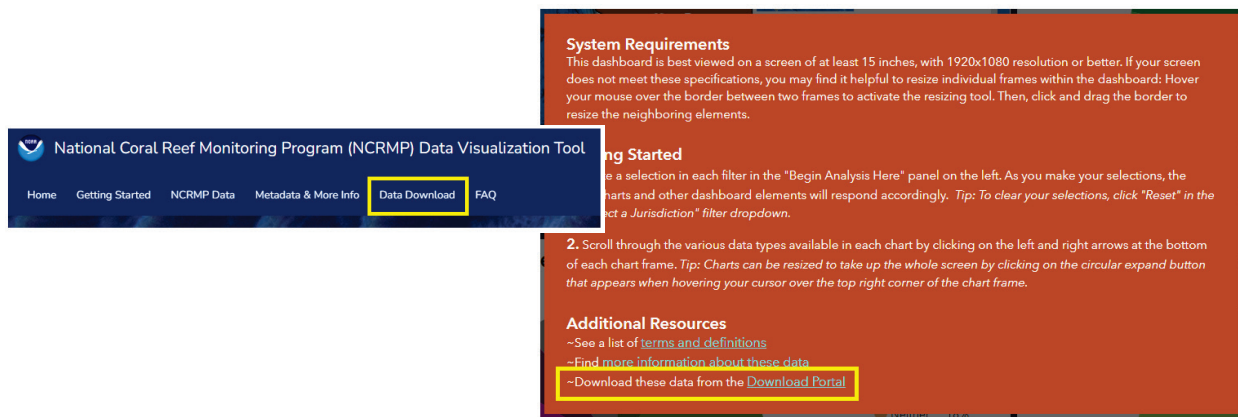 National Coral Reef Monitoring Program (NCRMP) Data Visualization Tool
Home Getting Started NCRMP Data Metadata & More Info Data Download FAQ
System Requirements
This dashboard is best viewed on a screen of at least 15 inches, with 1920x1080 resolution or better. If your screen
does not meet these specifications, you may find it helpful to resize individual frames within the dashboard: Hover
your mouse over the border between two frames to activate the resizing tool. Then, click and drag the border to
resize the neighboring elements.
ng Started
e a selection in each filter in the "Begin Analysis Here" panel on the left. As you make your selections, the
harts and other dashboard elements will respond accordingly. Tip: To clear your selections, click "Reset" in the
ect a Jurisdiction" filter dropdown.
2. Scroll through the various data types available in each chart by clicking on the left and right arrows at the bottom
of each chart frame. Tip: Charts can be resized to take up the whole screen by clicking on the circular expand button
that appears when hovering your cursor over the top right corner of the chart frame.
Additional Resources
~See a list of terms and definitions
~Find more information about these data
~Download these data from the Download Portal